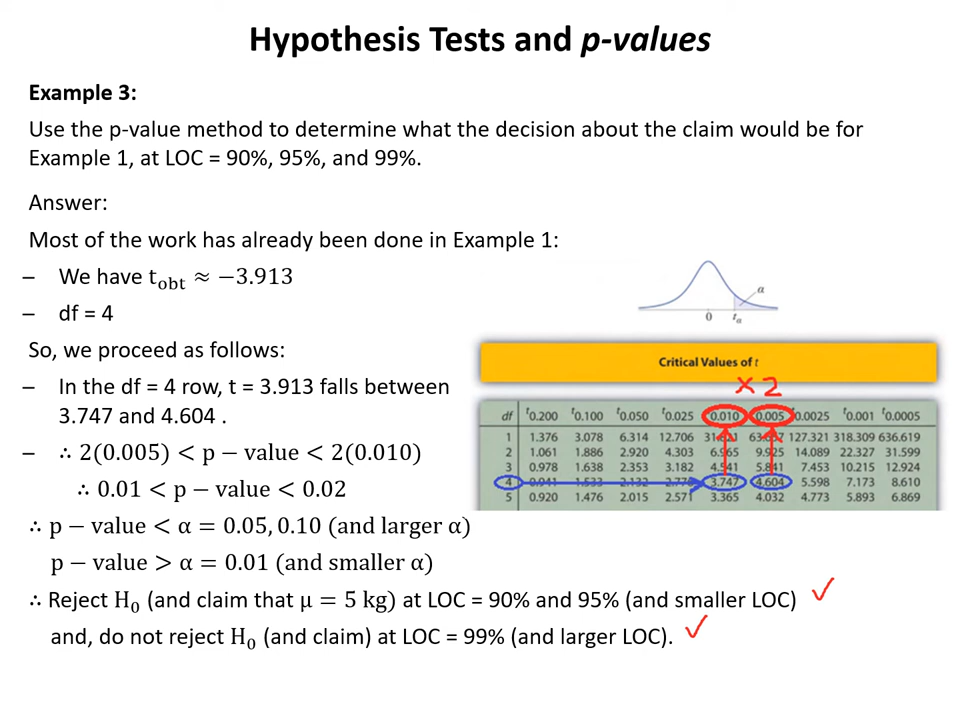 Hypothesis Tests and p-values
Example 3:
Use the p-value method to determine what the decision about the claim would be for
Example 1, at LOC = 90%, 95%, and 99%.
Answer:
Most of the work has already been done in Example 1:
– We have t_obt ≈ −3.913
– df = 4
So, we proceed as follows:
– In the df = 4 row, t = 3.913 falls between
3.747 and 4.604 .
– ∴ 2(0.005) < p − value < 2(0.010)
∴ 0.01 < p − value < 0.02
∴ p − value < α = 0.05, 0.10 (and larger α)
p − value > α = 0.01 (and smaller α)
∴ Reject H₀ (and claim that μ = 5 kg) at LOC = 90% and 95% (and smaller LOC) ✓
and, do not reject H₀ (and claim) at LOC = 99% (and larger LOC). ✓
α
0 tα
Critical Values of t
× 2
df t0.200 t0.100 t0.050 t0.025 0.010 0.005 0.0025 t0.001 t0.0005
1 1.376 3.078 6.314 12.706 127.321 318.309 636.619
2 1.061 1.886 2.920 4.303 6.965 9.925 14.089 22.327 31.599
3 0.978 1.638 2.353 3.182 4.541 5.841 7.453 10.215 12.924
4 3.747 4.604 5.598 7.173 8.610
5 0.920 1.476 2.015 2.571 3.365 4.032 4.773 5.893 6.869